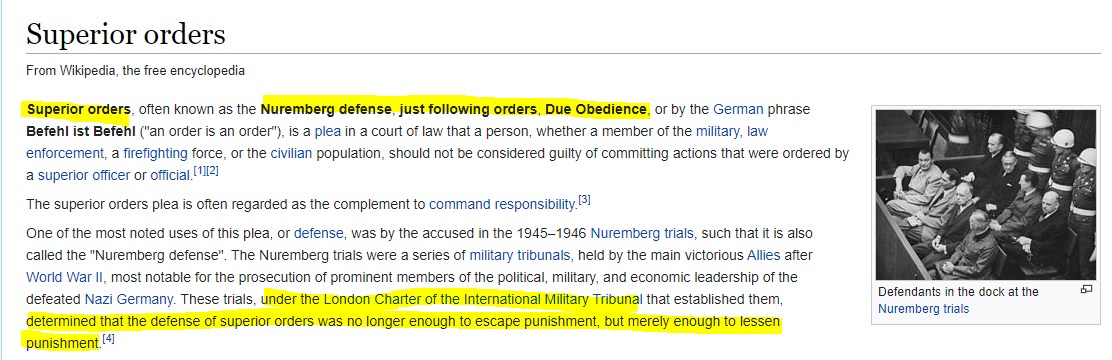 Superior orders
From Wikipedia, the free encyclopedia
Superior orders, often known as the Nuremberg defense, just following orders, Due Obedience, or by the German phrase
Befehl ist Befehl ("an order is an order"), is a plea in a court of law that a person, whether a member of the military, law
enforcement, a firefighting force, or the civilian population, should not be considered guilty of committing actions that were ordered by
a superior officer or official.[1][2]
The superior orders plea is often regarded as the complement to command responsibility.[3]
One of the most noted uses of this plea, or defense, was by the accused in the 1945–1946 Nuremberg trials, such that it is also
called the "Nuremberg defense". The Nuremberg trials were a series of military tribunals, held by the main victorious Allies after
World War II, most notable for the prosecution of prominent members of the political, military, and economic leadership of the
defeated Nazi Germany. These trials, under the London Charter of the International Military Tribunal that established them,
determined that the defense of superior orders was no longer enough to escape punishment, but merely enough to lessen
punishment.[4]
Defendants in the dock at the
Nuremberg trials